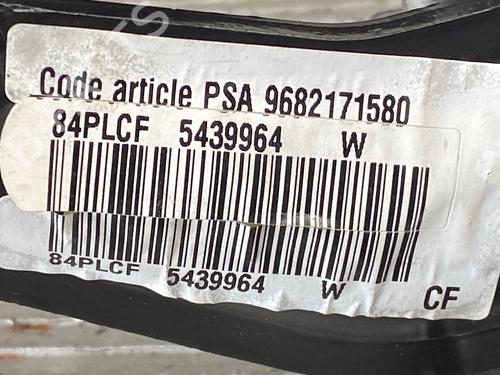 Code article PSA 9682171580
84PLCF 5439964 W
84PLCF 5439964 W CF